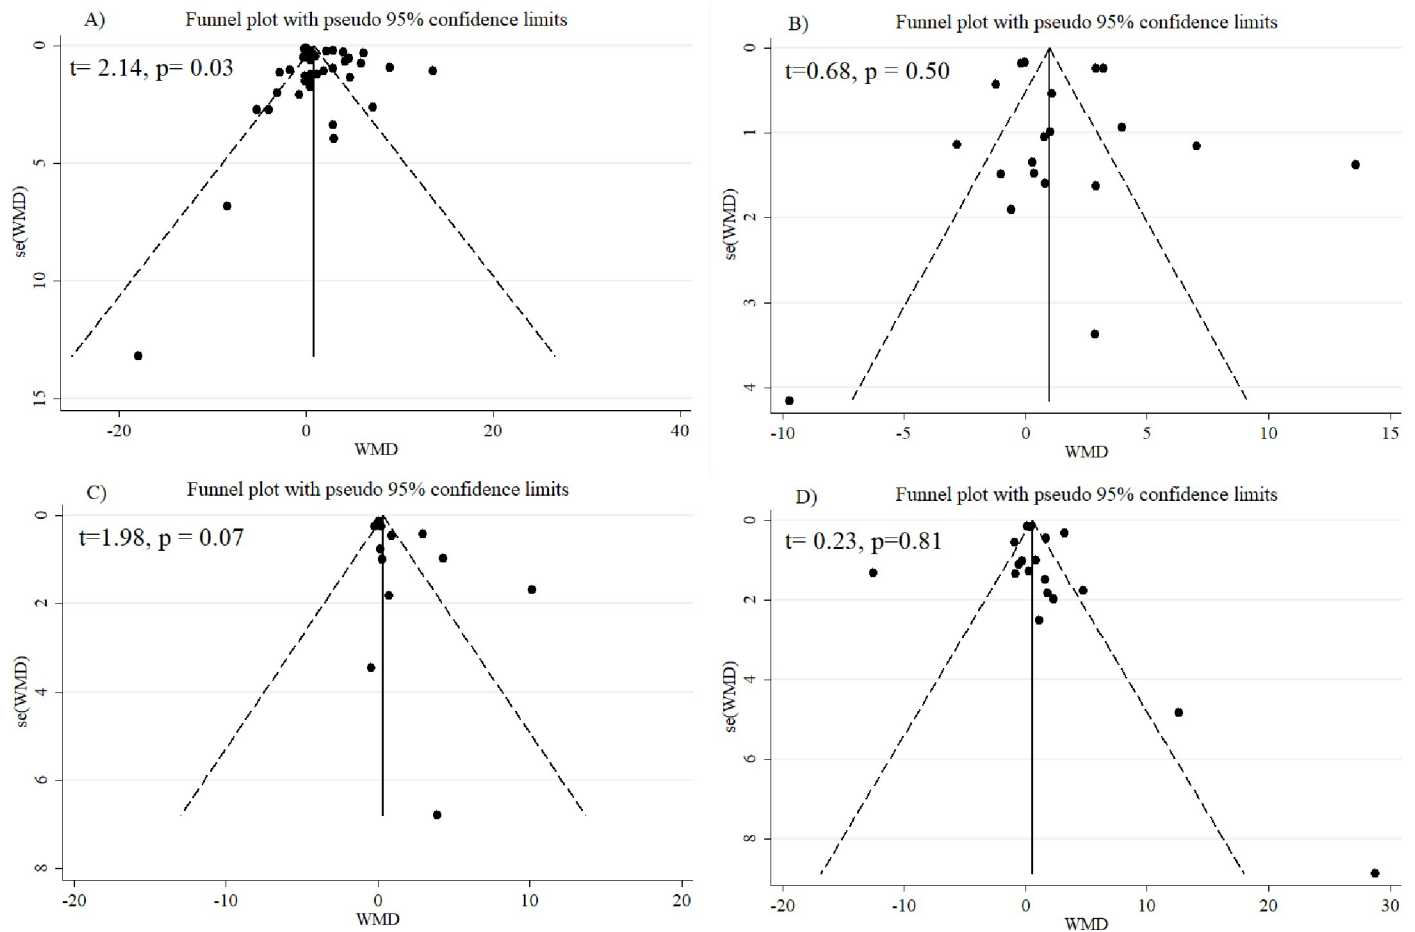 A)
Funnel plot with pseudo 95% confidence limits
t= 2.14, p= 0.03
se(WMD)
0
5
10
15
-20 0 20 40
WMD
B)
Funnel plot with pseudo 95% confidence limits
t=0.68, p = 0.50
se(WMD)
0
1
2
3
4
-10 -5 0 5 10 15
WMD
C)
Funnel plot with pseudo 95% confidence limits
t=1.98, p = 0.07
se(WMD)
0
2
4
6
8
-20 -10 0 10 20
WMD
D)
Funnel plot with pseudo 95% confidence limits
t= 0.23, p=0.81
se(WMD)
0
2
4
6
8
-20 -10 0 10 20 30
WMD